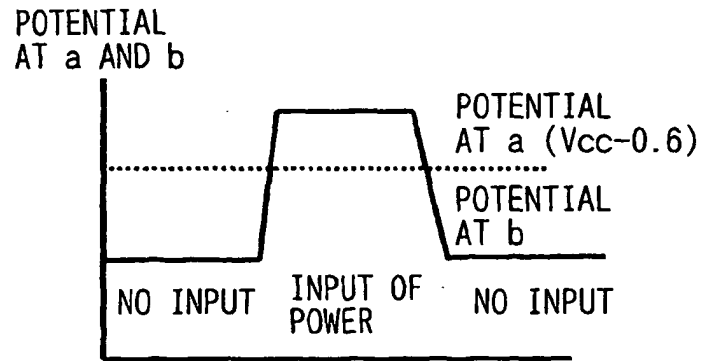 POTENTIAL
AT a AND b
POTENTIAL
AT a (Vcc-0.6)
POTENTIAL
AT b
NO INPUT
INPUT OF
POWER
NO INPUT